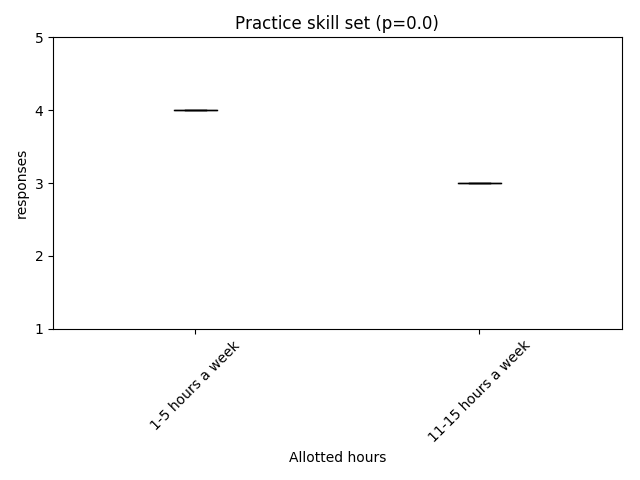 Practice skill set (p=0.0)
5
4
3
2
1
responses
1-5 hours a week
11-15 hours a week
Allotted hours